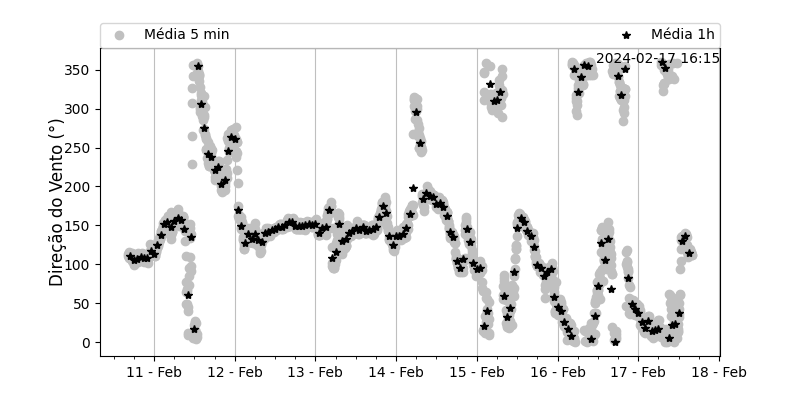 Média 5 min
Média 1h
2024-02-17 16:15
Direção do Vento (°)
350
300
250
200
150
100
50
0
11 - Feb
12 - Feb
13 - Feb
14 - Feb
15 - Feb
16 - Feb
17 - Feb
18 - Feb